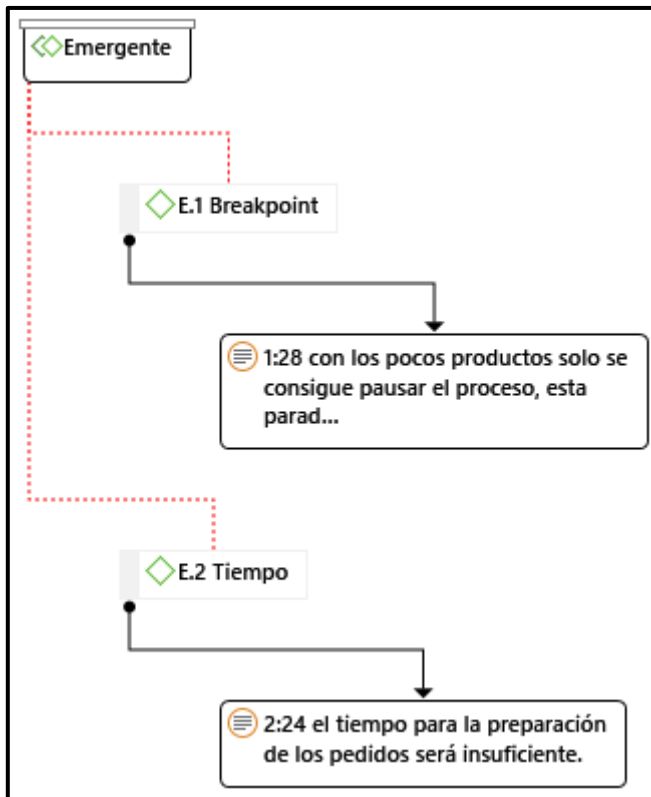 Emergente
E.1 Breakpoint
1:28 con los pocos productos solo se
consigue pausar el proceso, esta
parad...
E.2 Tiempo
2:24 el tiempo para la preparación
de los pedidos será insuficiente.